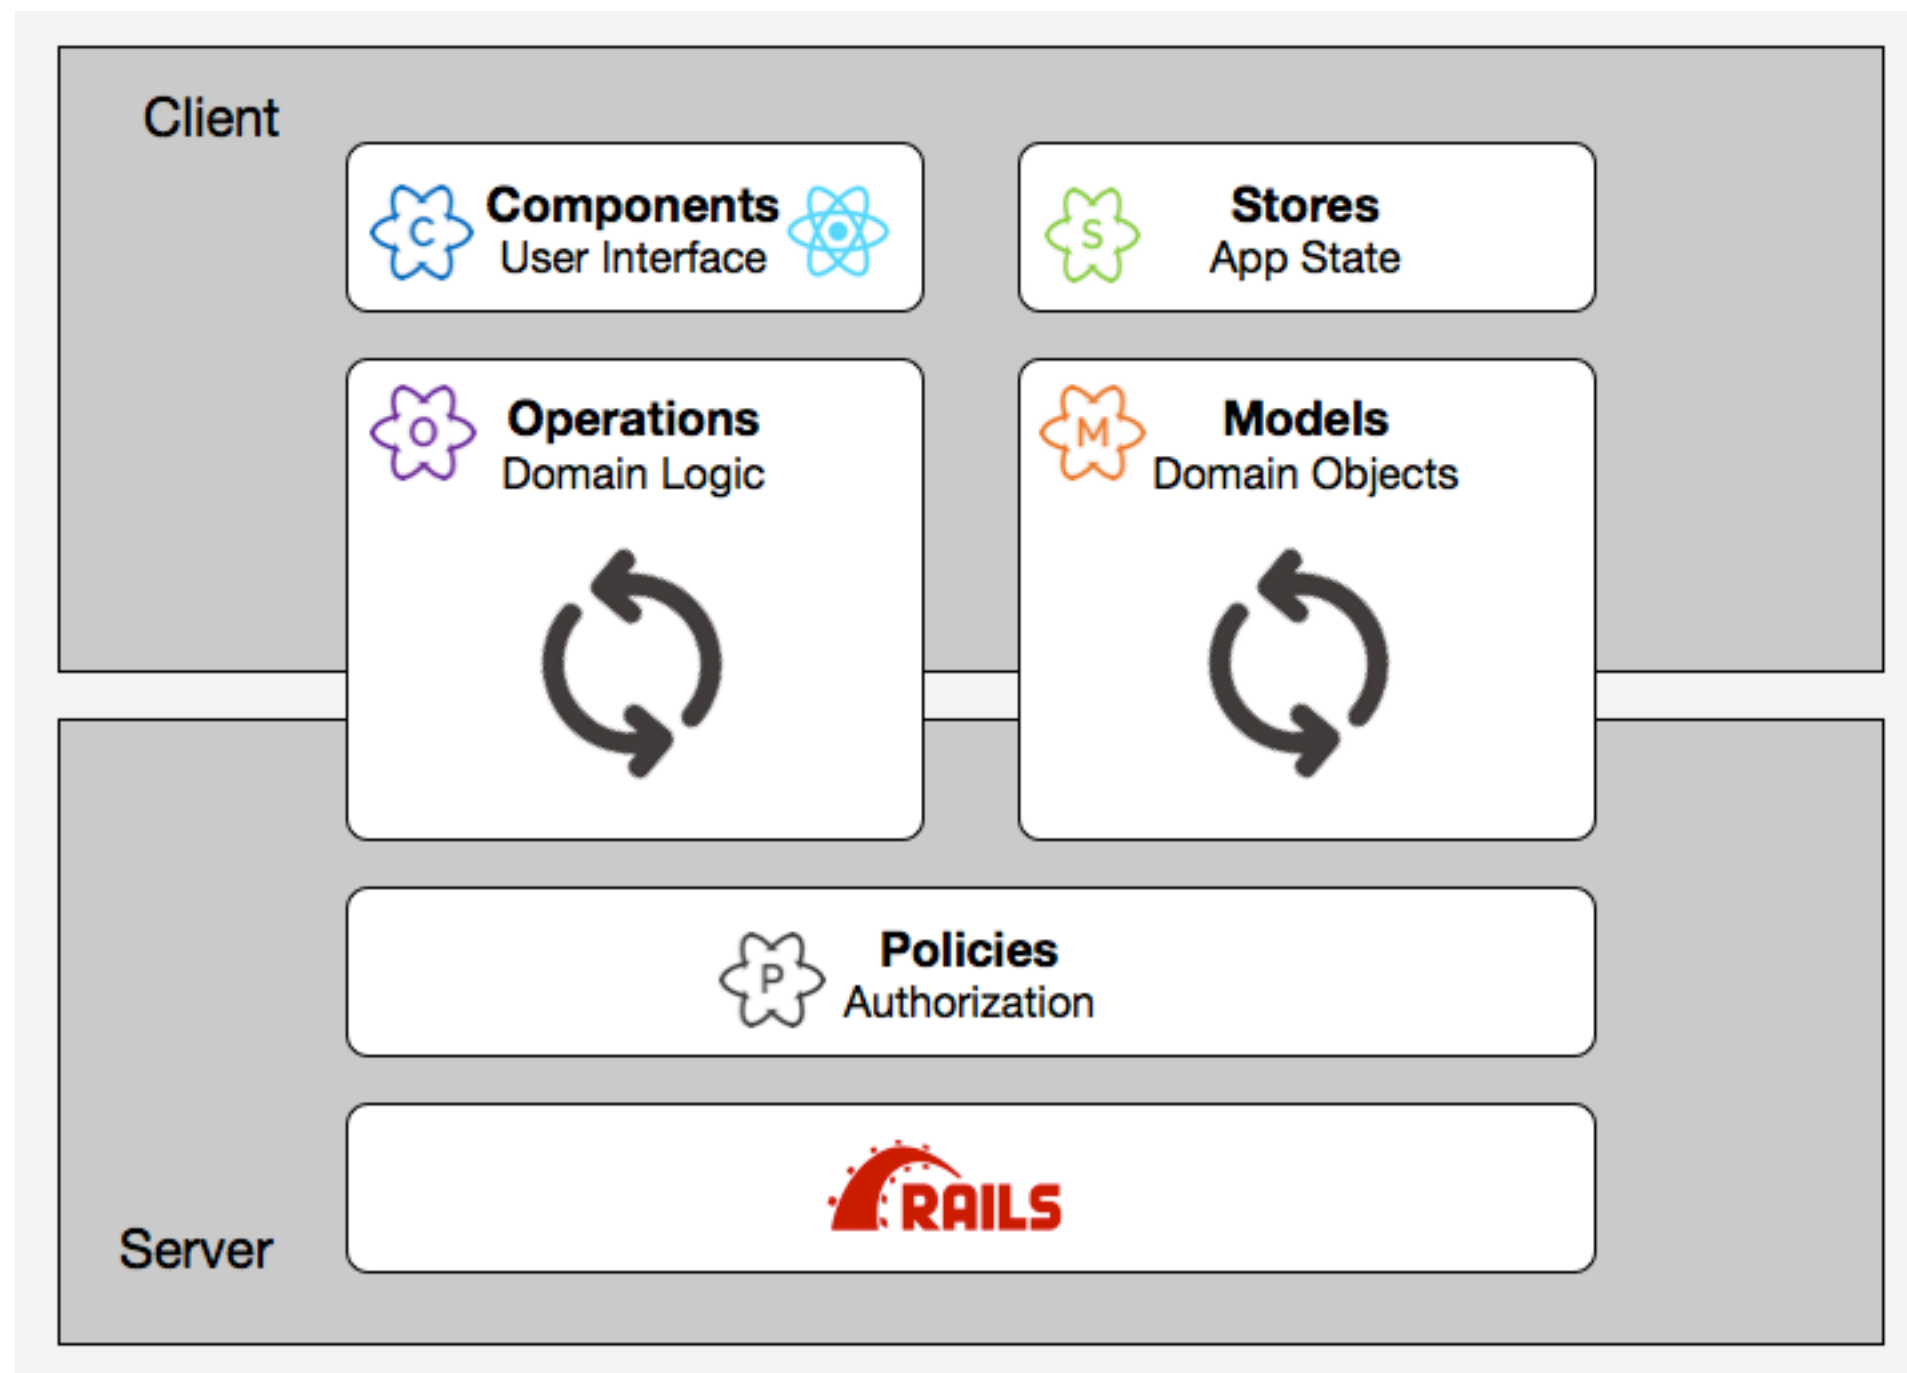 Client
C
Components
User Interface
S
Stores
App State
O
Operations
Domain Logic
M
Models
Domain Objects
P
Policies
Authorization
RAILS
Server